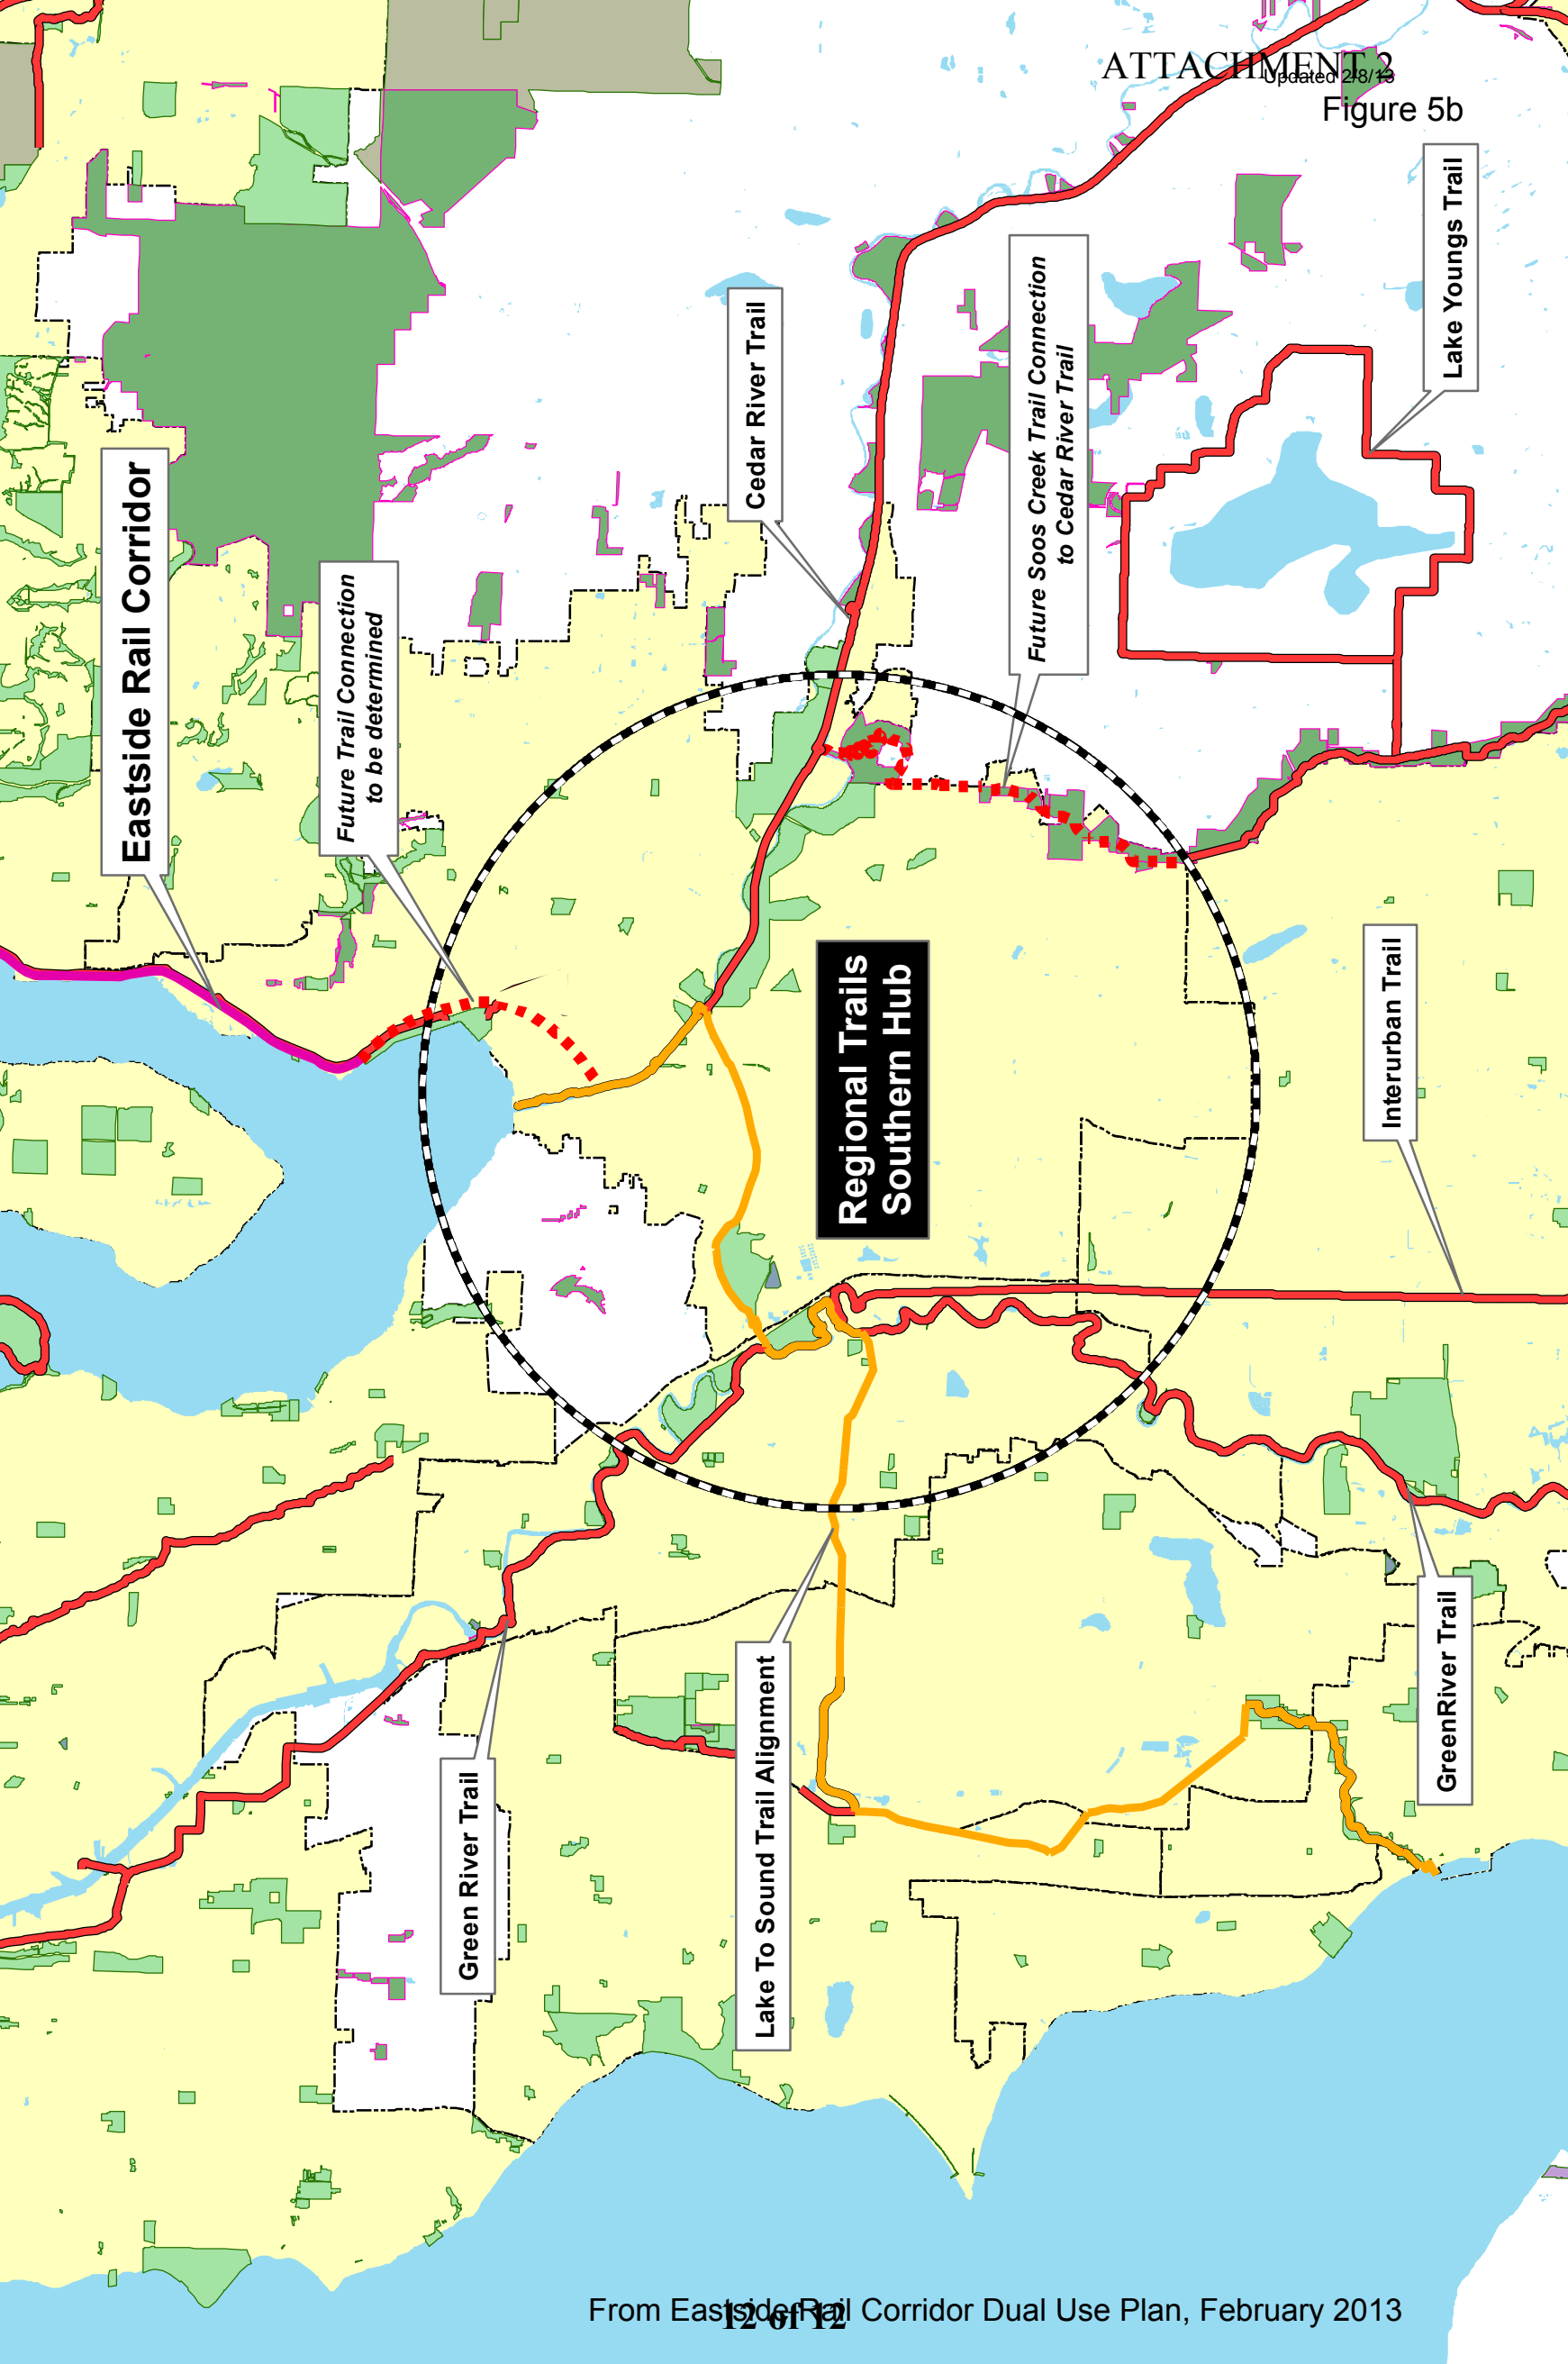 ATTACHMENT 2
Updated 2/8/13
Figure 5b
Eastside Rail Corridor
Future Trail Connection
to be determined
Cedar River Trail
Future Soos Creek Trail Connection
to Cedar River Trail
Lake Youngs Trail
Regional Trails
Southern Hub
Interurban Trail
Green River Trail
Lake To Sound Trail Alignment
GreenRiver Trail
From Eastside Rail Corridor Dual Use Plan, February 2013
12 of 12